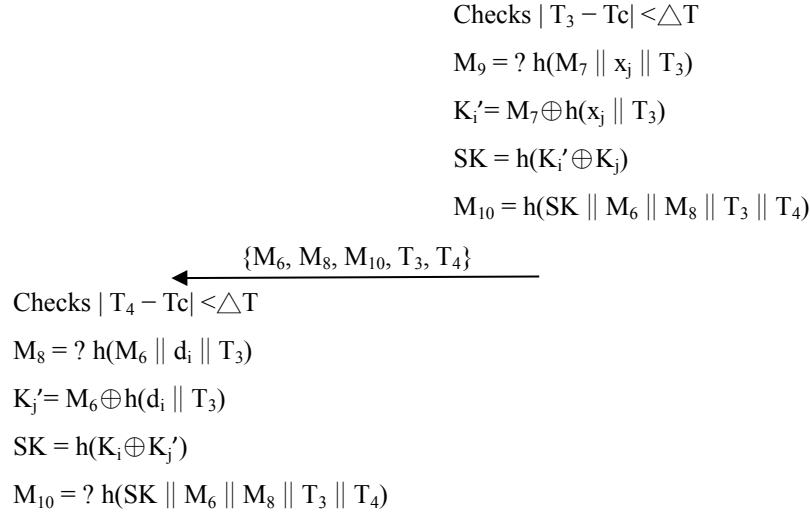 Checks | T₃ − Tc| <△T
M₉ = ? h(M₇ || xⱼ || T₃)
Kᵢ′= M₇⊕h(xⱼ || T₃)
SK = h(Kᵢ′⊕Kⱼ)
M₁₀ = h(SK || M₆ || M₈ || T₃ || T₄)
{M₆, M₈, M₁₀, T₃, T₄}
Checks | T₄ − Tc| <△T
M₈ = ? h(M₆ || dᵢ || T₃)
Kⱼ′= M₆⊕h(dᵢ || T₃)
SK = h(Kᵢ⊕Kⱼ′)
M₁₀ = ? h(SK || M₆ || M₈ || T₃ || T₄)